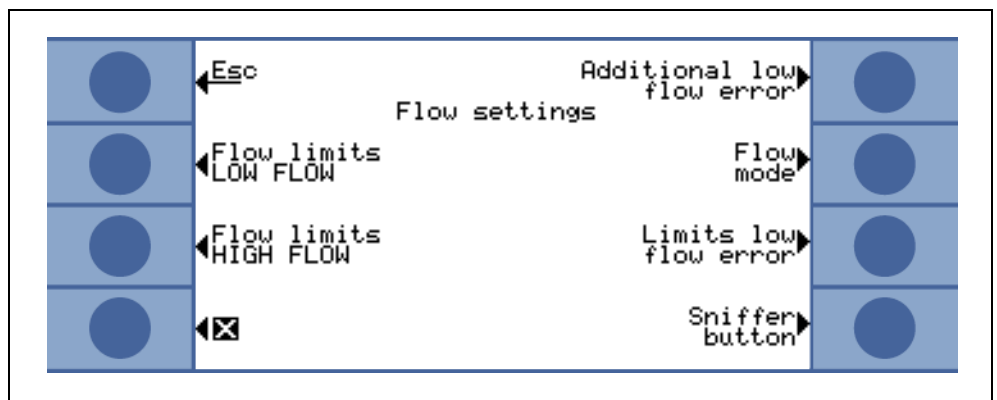 Esc
Additional low
flow error
Flow settings
Flow limits
LOW FLOW
Flow
mode
Flow limits
HIGH FLOW
Limits low
flow error
Sniffer
button